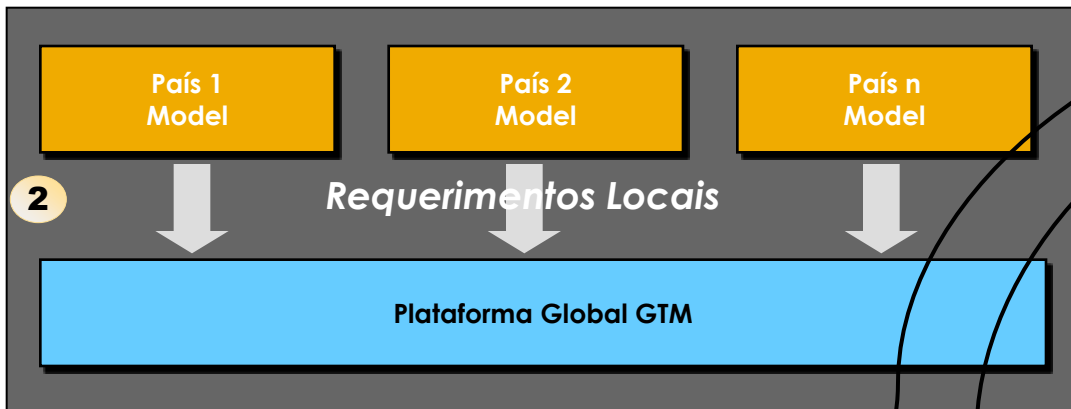 País 1
Model
País 2
Model
País n
Model
2
Requerimentos Locais
Plataforma Global GTM